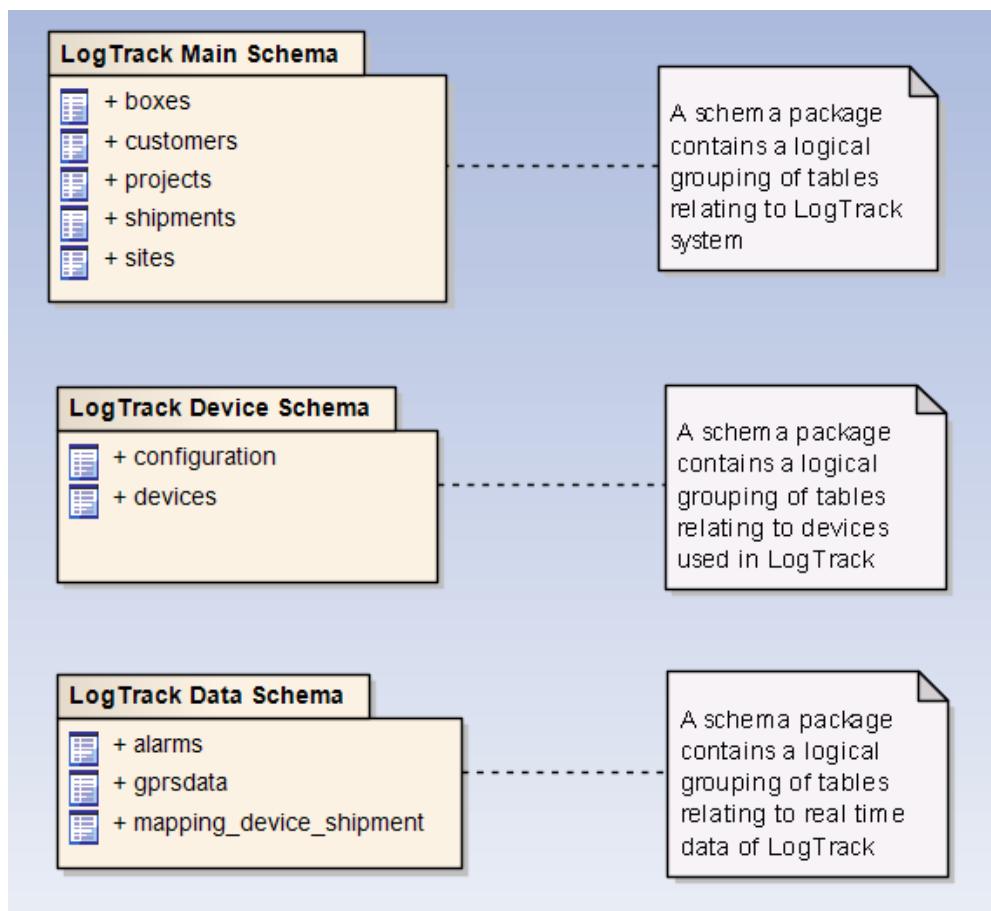 LogTrack Main Schema
+ boxes
+ customers
+ projects
+ shipments
+ sites
A schema package
contains a logical
grouping of tables
relating to LogTrack
system
LogTrack Device Schema
+ configuration
+ devices
A schema package
contains a logical
grouping of tables
relating to devices
used in LogTrack
LogTrack Data Schema
+ alarms
+ gprsdata
+ mapping_device_shipment
A schema package
contains a logical
grouping of tables
relating to real time
data of LogTrack